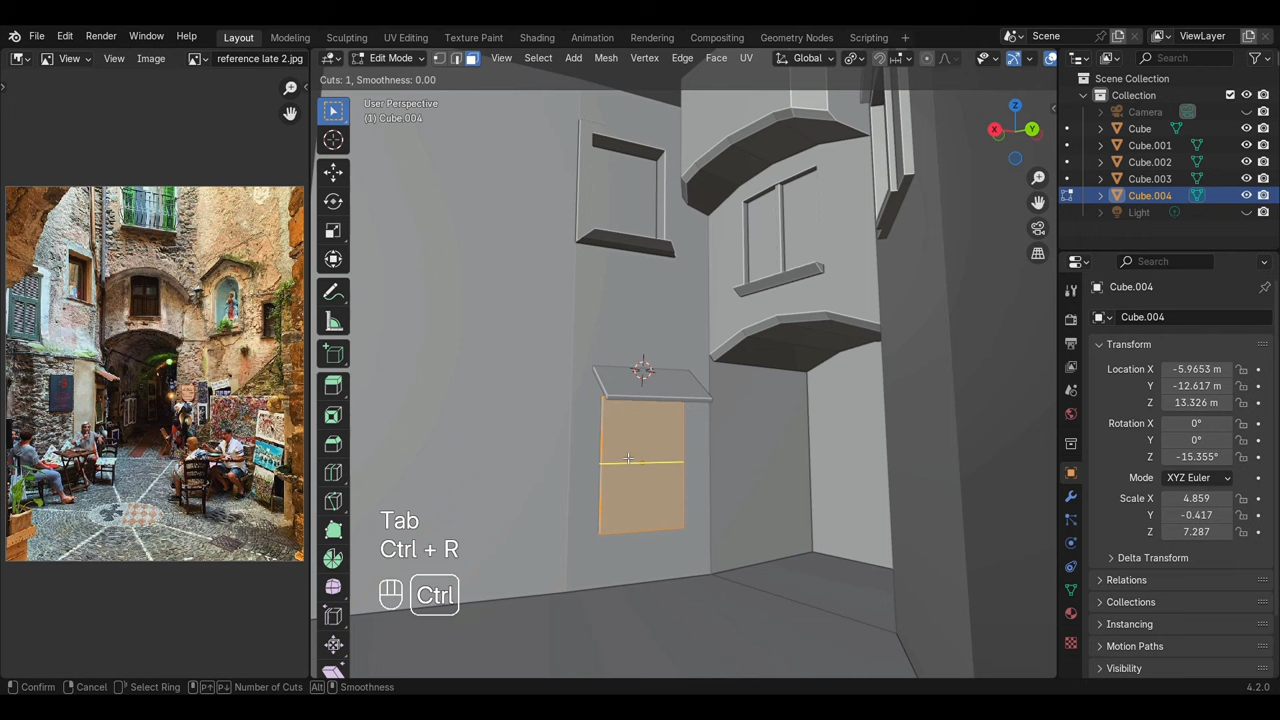 File Edit Render Window Help
Layout Modeling Sculpting UV Editing Texture Paint Shading Animation Rendering Compositing Geometry Nodes Scripting +
Scene
ViewLayer
View View Image reference late 2.jpg
Edit Mode View Select Add Mesh Vertex Edge Face UV Global
Search
Cuts: 1, Smoothness: 0.00
User Perspective
(1) Cube.004
X
Y
Z
Scene Collection
Collection
Camera
Cube
Cube.001
Cube.002
Cube.003
Cube.004
Light
Search
Cube.004
Cube.004
Transform
Location X -5.9653 m
Y -12.617 m
Z 13.326 m
Rotation X 0°
Y 0°
Z -15.355°
Mode XYZ Euler
Scale X 4.859
Y -0.417
Z 7.287
Delta Transform
Relations
Collections
Instancing
Motion Paths
Visibility
Tab
Ctrl + R
Ctrl
Confirm Cancel Select Ring Number of Cuts Alt Smoothness
4.2.0